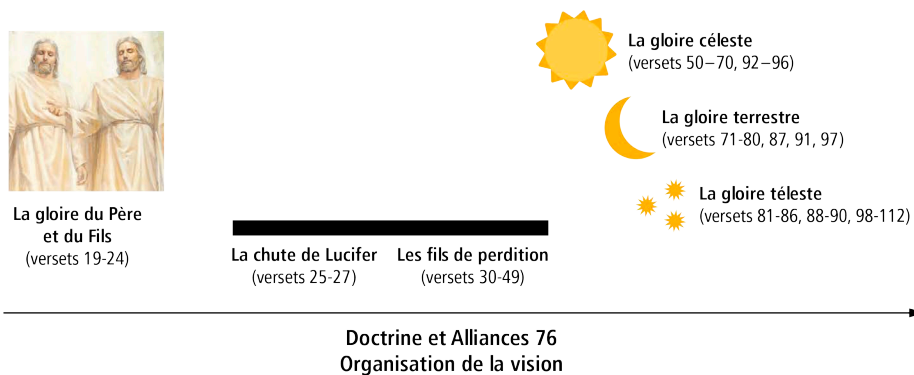 La gloire du Père
et du Fils
(versets 19-24)
La chute de Lucifer
(versets 25-27)
Les fils de perdition
(versets 30-49)
La gloire céleste
(versets 50–70, 92–96)
La gloire terrestre
(versets 71-80, 87, 91, 97)
La gloire téleste
(versets 81-86, 88-90, 98-112)
Doctrine et Alliances 76
Organisation de la vision